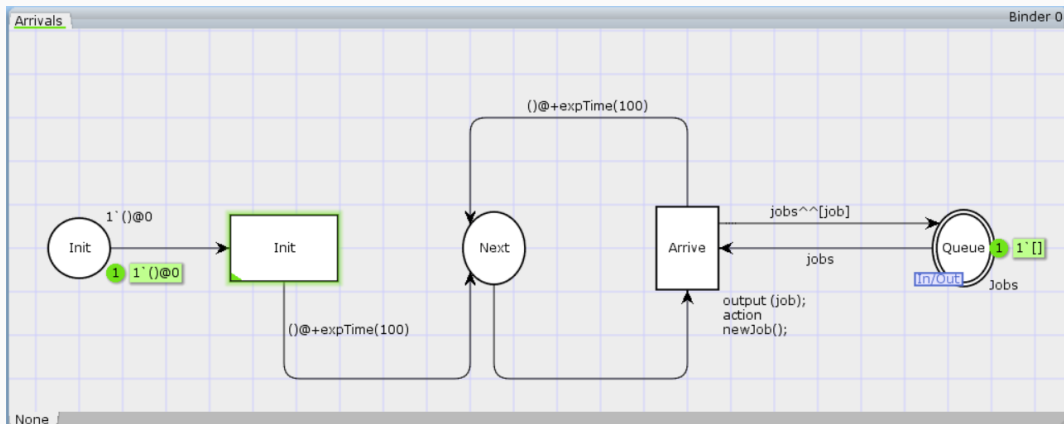 Arrivals
Binder 0
()@+expTime(100)
1`()@0
jobs^^[job]
Init
Init
Next
Arrive
Queue
1
1`[]
1
1`()@0
jobs
In/Out
Jobs
output (job);
action
newJob();
()@+expTime(100)
None